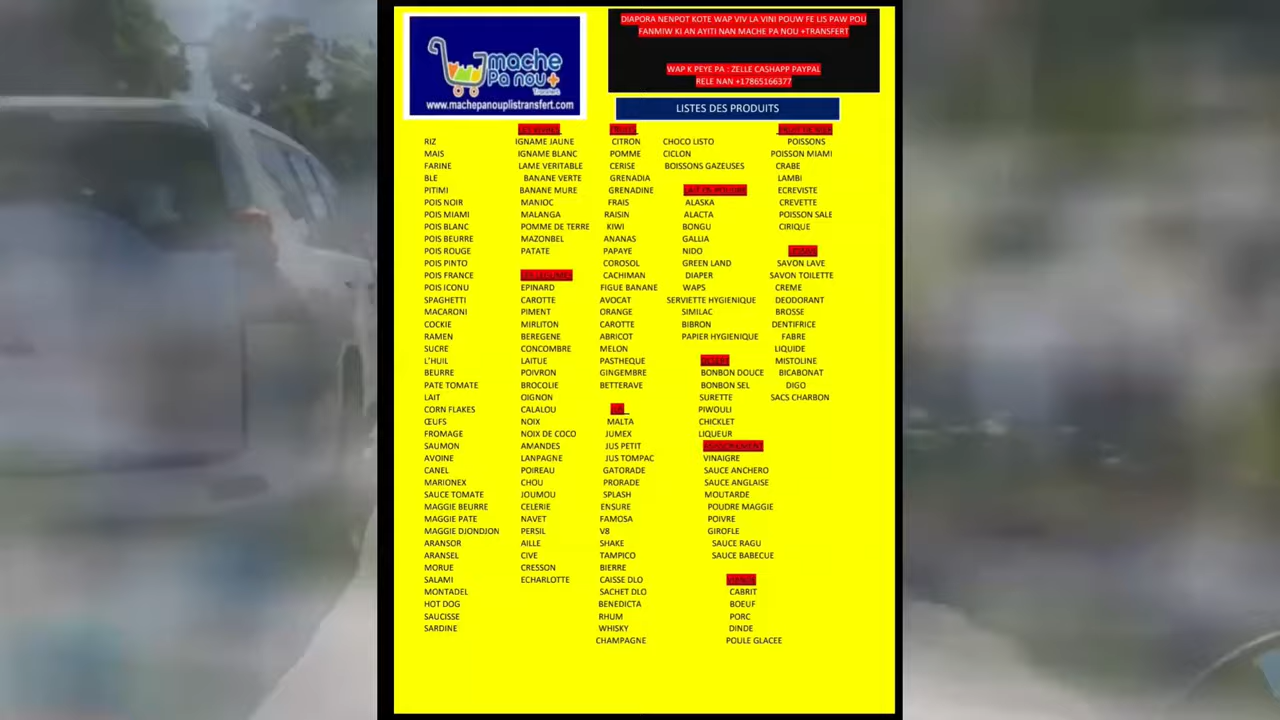 mache
Pa nou+
Transfert
www.machepanouplistransfert.com
DIAPORA NENPOT KOTE WAP VIV LA VINI POUW FE LIS PAW POU
FANMIW KI AN AYITI NAN MACHE PA NOU +TRANSFERT
WAP K PEYE PA : ZELLE CASHAPP PAYPAL
RELE NAN +17865166377
LISTES DES PRODUITS
RIZ
MAIS
FARINE
BLE
PITIMI
POIS NOIR
POIS MIAMI
POIS BLANC
POIS BEURRE
POIS ROUGE
POIS PINTO
POIS FRANCE
POIS ICONU
SPAGHETTI
MACARONI
COCKIE
RAMEN
SUCRE
L'HUIL
BEURRE
PATE TOMATE
LAIT
CORN FLAKES
ŒUFS
FROMAGE
SAUMON
AVOINE
CANEL
MARIONEX
SAUCE TOMATE
MAGGIE BEURRE
MAGGIE PATE
MAGGIE DJONDJON
ARANSOR
ARANSEL
MORUE
SALAMI
MONTADEL
HOT DOG
SAUCISSE
SARDINE
IGNAME JAUNE
IGNAME BLANC
LAME VERITABLE
BANANE VERTE
BANANE MURE
MANIOC
MALANGA
POMME DE TERRE
MAZONBEL
PATATE
LES LEGUMES
EPINARD
CAROTTE
PIMENT
MIRLITON
BEREGENE
CONCOMBRE
LAITUE
POIVRON
BROCOLIE
OIGNON
CALALOU
NOIX
NOIX DE COCO
AMANDES
LANPAGNE
POIREAU
CHOU
JOUMOU
CELERIE
NAVET
PERSIL
AILLE
CIVE
CRESSON
ECHARLOTTE
FRUITS
CITRON
POMME
CERISE
GRENADIA
GRENADINE
FRAIS
RAISIN
KIWI
ANANAS
PAPAYE
COROSOL
CACHIMAN
FIGUE BANANE
AVOCAT
ORANGE
CAROTTE
ABRICOT
MELON
PASTHEQUE
GINGEMBRE
BETTERAVE
MALTA
JUMEX
JUS PETIT
JUS TOMPAC
GATORADE
PRORADE
SPLASH
ENSURE
FAMOSA
V8
SHAKE
TAMPICO
BIERRE
CAISSE DLO
SACHET DLO
BENEDICTA
RHUM
WHISKY
CHAMPAGNE
CHOCO LISTO
CICLON
BOISSONS GAZEUSES
LAIT EN POUDRE
ALASKA
ALACTA
BONGU
GALLIA
NIDO
GREEN LAND
DIAPER
WAPS
SERVIETTE HYGIENIQUE
SIMILAC
BIBRON
PAPIER HYGIENIQUE
BONBON DOUCE
BONBON SEL
SURETTE
PIWOULI
CHICKLET
LIQUEUR
VINAIGRE
SAUCE ANCHERO
SAUCE ANGLAISE
MOUTARDE
POUDRE MAGGIE
POIVRE
GIROFLE
SAUCE RAGU
SAUCE BABECUE
CABRIT
BOEUF
PORC
DINDE
POULE GLACEE
POISSONS
POISSON MIAMI
CRABE
LAMBI
ECREVISTE
CREVETTE
POISSON SALE
CIRIQUE
SAVON LAVE
SAVON TOILETTE
CREME
DEODORANT
BROSSE
DENTIFRICE
FABRE
LIQUIDE
MISTOLINE
BICABONAT
DIGO
SACS CHARBON